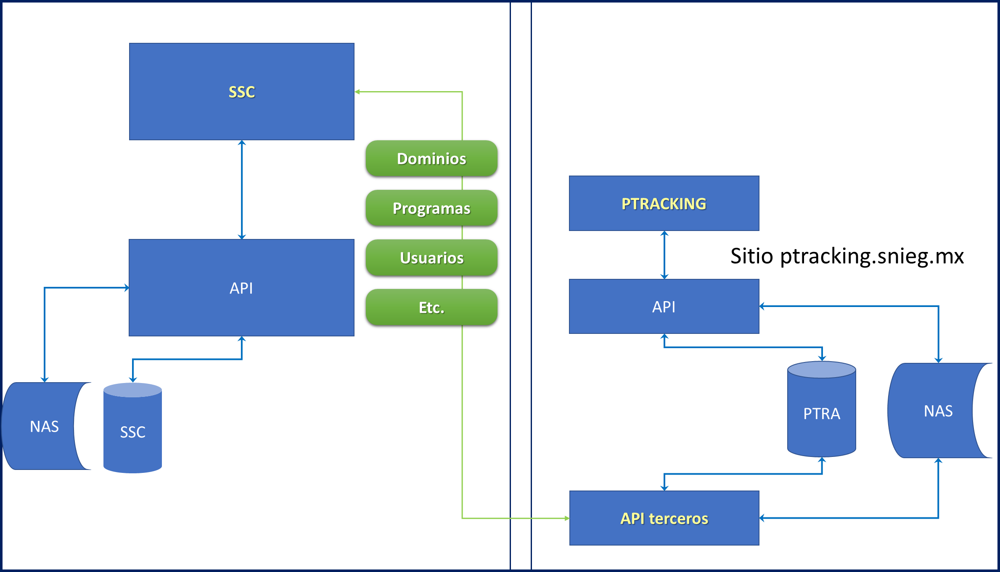 SSC
Dominios
Programas
Usuarios
Etc.
API
NAS
SSC
PTRACKING
Sitio ptracking.snieg.mx
API
PTRA
NAS
API terceros